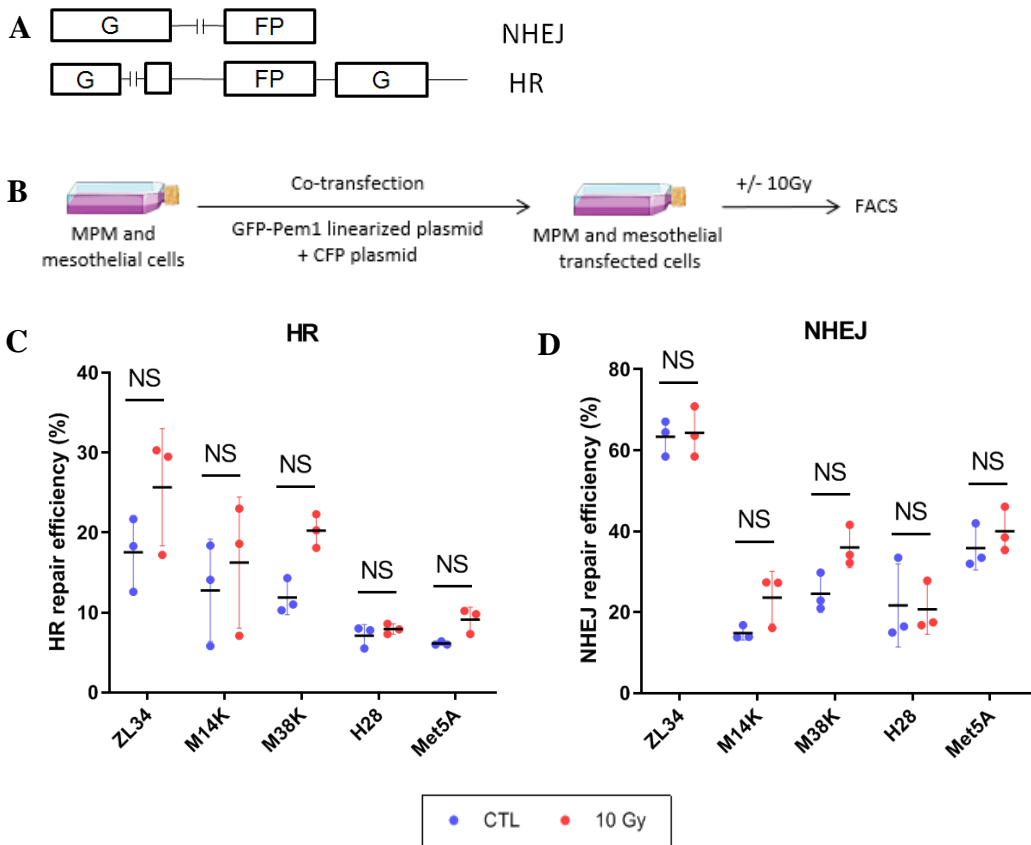 A
G FP NHEJ
G FP G HR
B
Co-transfection
+/- 10Gy
GFP-Pem1 linearized plasmid
+ CFP plasmid
FACS
MPM and
mesothelial cells
MPM and mesothelial
transfected cells
C
HR
HR repair efficiency (%)
40
30
20
10
0
NS NS NS NS NS
ZL34 M14K M38K H28 Met5A
D
NHEJ
NHEJ repair efficiency (%)
80
60
40
20
0
NS NS NS NS NS
ZL34 M14K M38K H28 Met5A
CTL 10 Gy